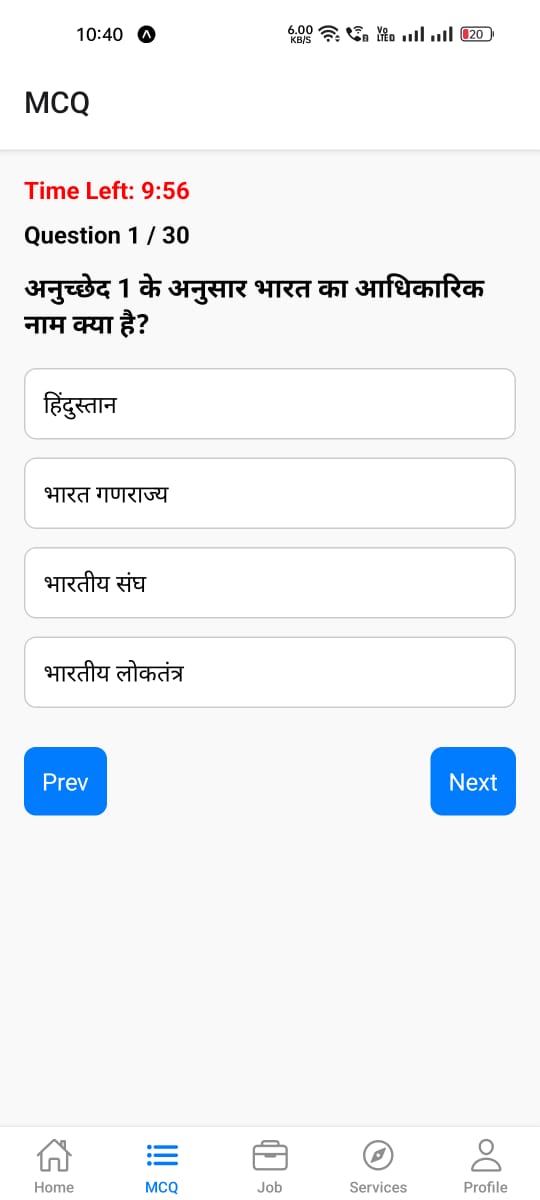 10:40
6.00 KB/S
Vo LTE
20
MCQ
Time Left: 9:56
Question 1 / 30
अनुच्छेद 1 के अनुसार भारत का आधिकारिक
नाम क्या है?
हिंदुस्तान
भारत गणराज्य
भारतीय संघ
भारतीय लोकतंत्र
Prev
Next
Home
MCQ
Job
Services
Profile